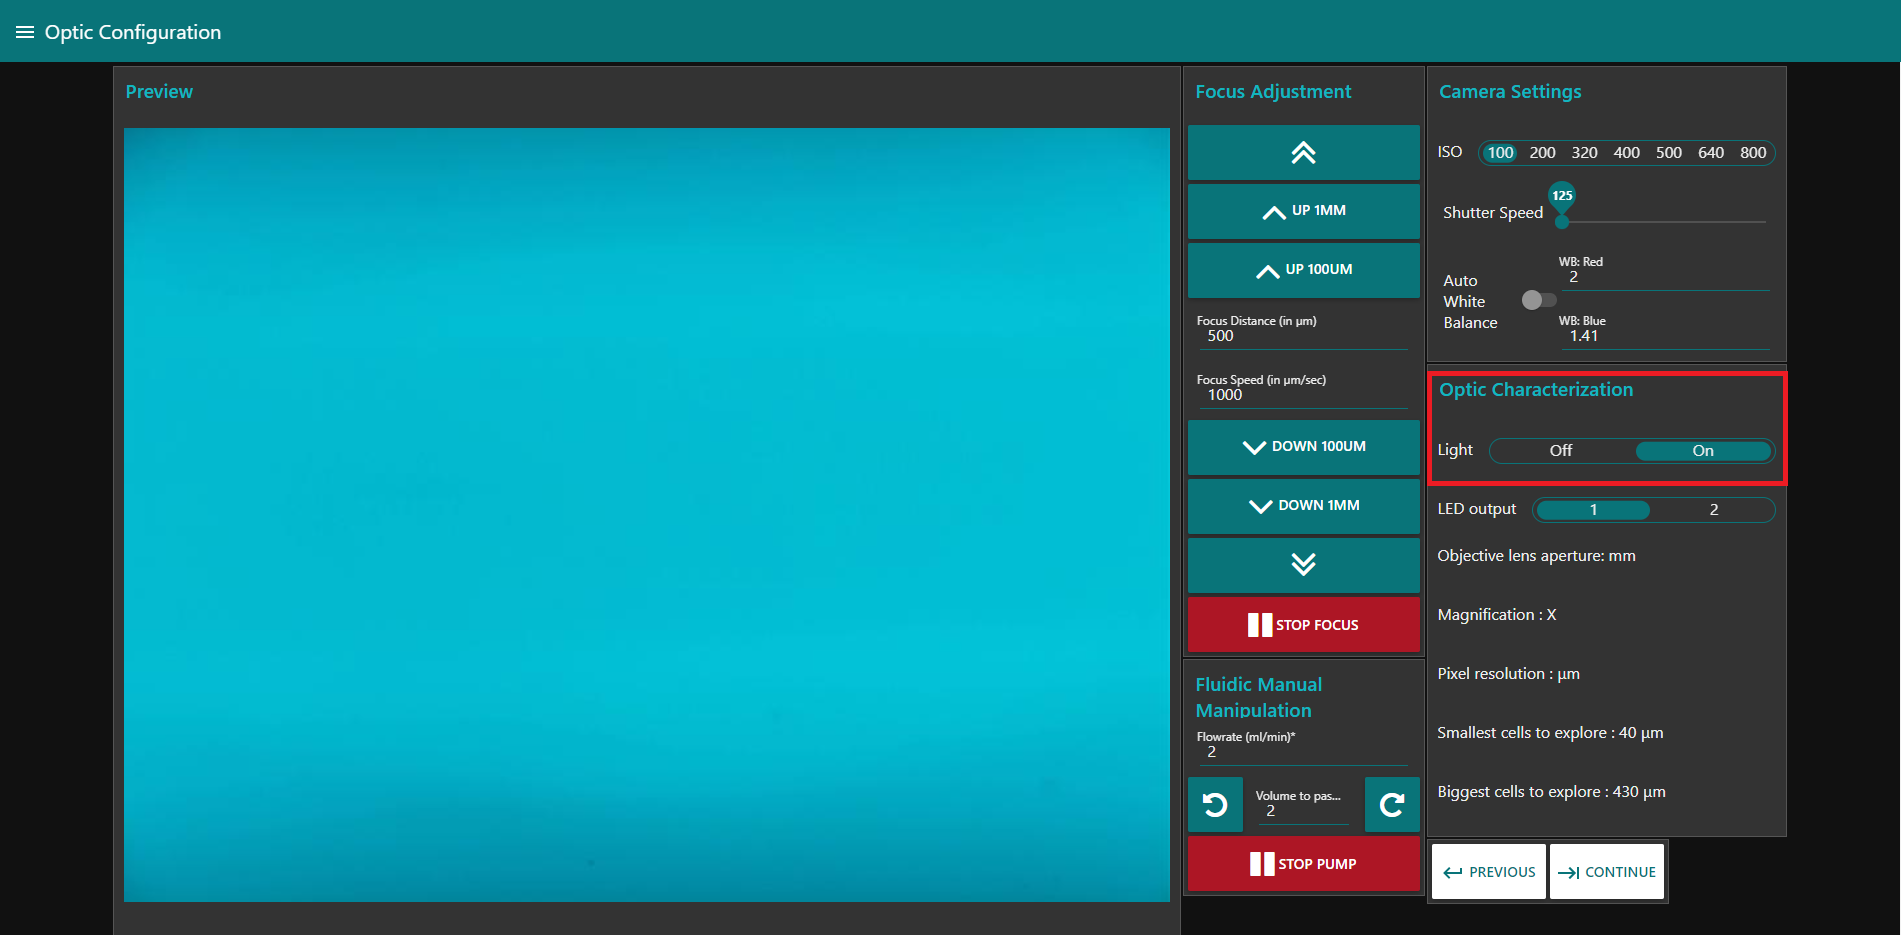 Optic Configuration
Preview
Focus Adjustment
UP 1MM
UP 100UM
Focus Distance (in μm)
500
Focus Speed (in μm/sec)
1000
DOWN 100UM
DOWN 1MM
STOP FOCUS
Fluidic Manual
Manipulation
Flowrate (ml/min)*
2
Volume to pas...
2
STOP PUMP
Camera Settings
ISO 100 200 320 400 500 640 800
125
Shutter Speed
Auto
White
Balance
WB: Red
2
WB: Blue
1.41
Optic Characterization
Light Off On
LED output 1 2
Objective lens aperture: mm
Magnification : X
Pixel resolution : μm
Smallest cells to explore : 40 μm
Biggest cells to explore : 430 μm
PREVIOUS CONTINUE